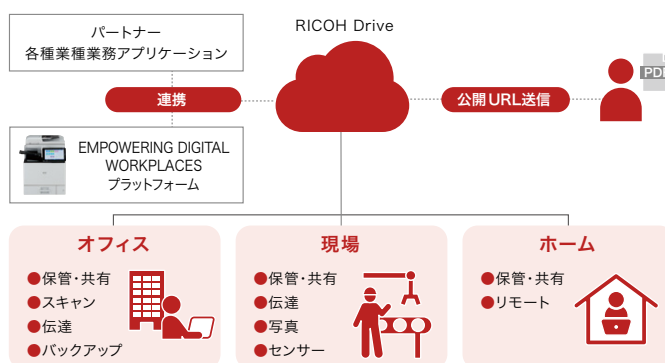 パートナー
各種業種業務アプリケーション
RICOH Drive
連携
公開URL送信
EMPOWERING DIGITAL
WORKPLACES
プラットフォーム
オフィス
●保管・共有
●スキャン
●伝達
●バックアップ
現場
●保管・共有
●伝達
●写真
●センサー
ホーム
●保管・共有
●リモート